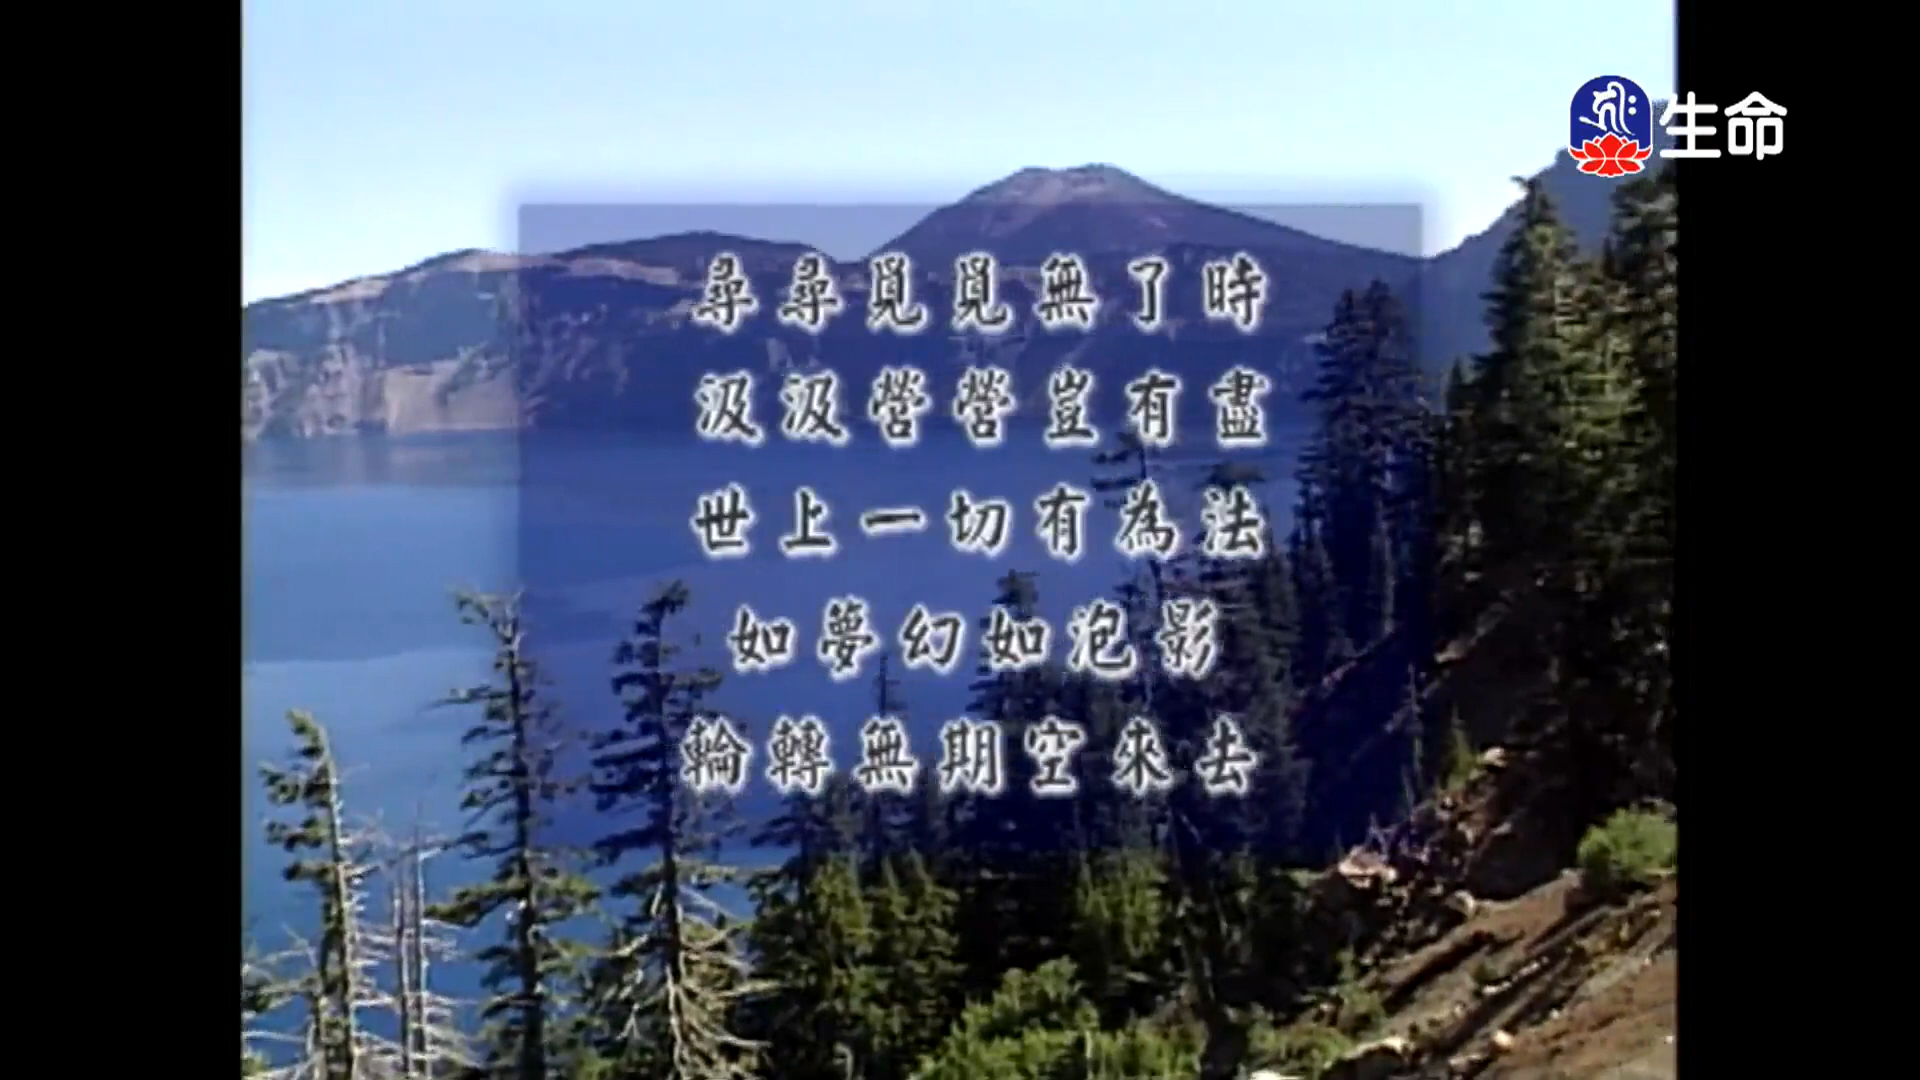 生命
尋尋覓覓無了時
汲汲營營豈有盡
世上一切有為法
如夢幻如泡影
輪轉無期空來去